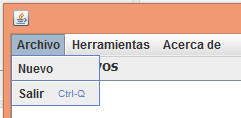 Archivo Herramientas Acerca de
Nuevo
Salir Ctrl-Q